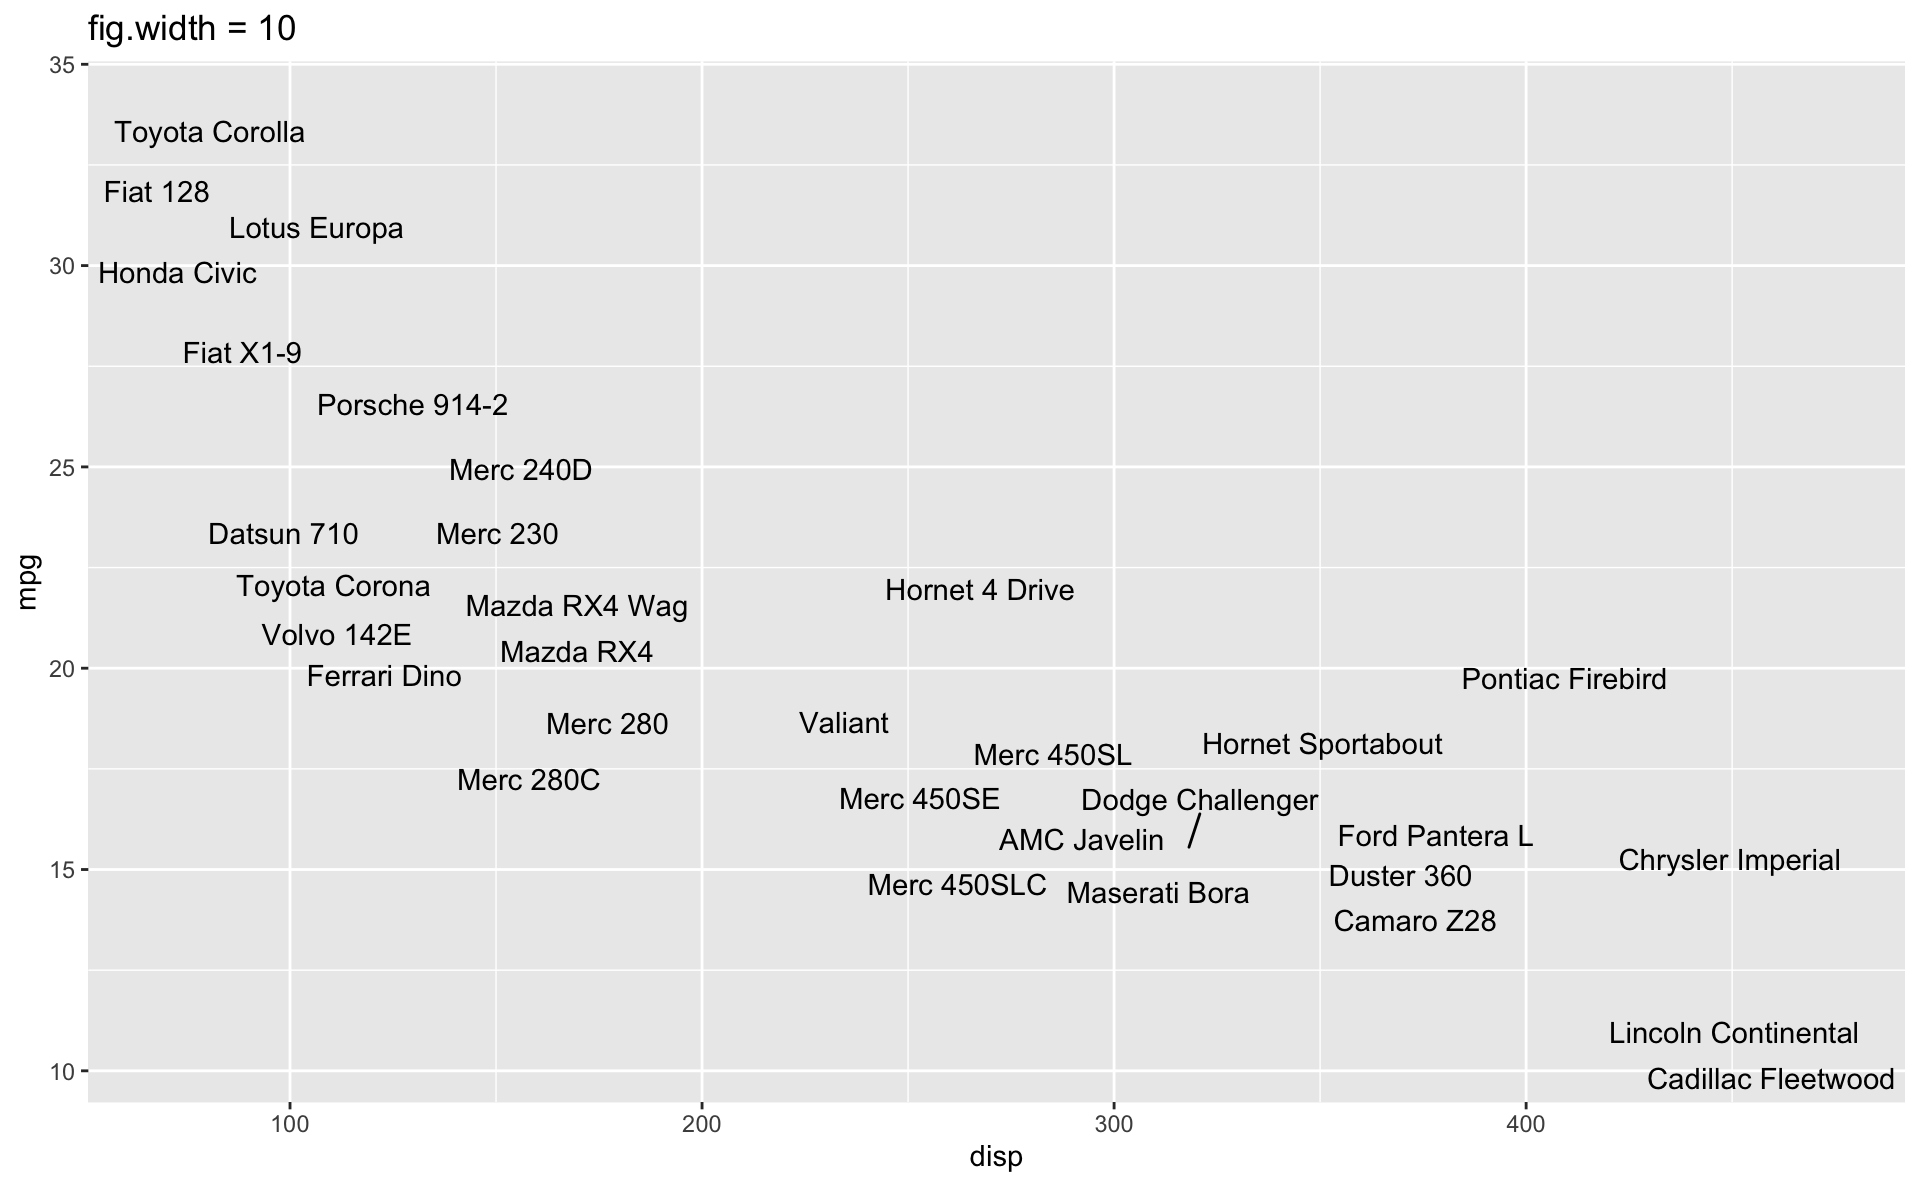 fig.width = 10
35
Toyota Corolla
Fiat 128
Lotus Europa
30
Honda Civic
Fiat X1-9
Porsche 914-2
25
Merc 240D
Datsun 710
Merc 230
mpg
Toyota Corona
Hornet 4 Drive
Mazda RX4 Wag
Volvo 142E
Mazda RX4
20
Ferrari Dino
Pontiac Firebird
Merc 280
Valiant
Hornet Sportabout
Merc 450SL
Merc 280C
Merc 450SE
Dodge Challenger
AMC Javelin
Ford Pantera L
Chrysler Imperial
15
Duster 360
Merc 450SLC
Maserati Bora
Camaro Z28
Lincoln Continental
10
Cadillac Fleetwood
100
200
300
400
disp